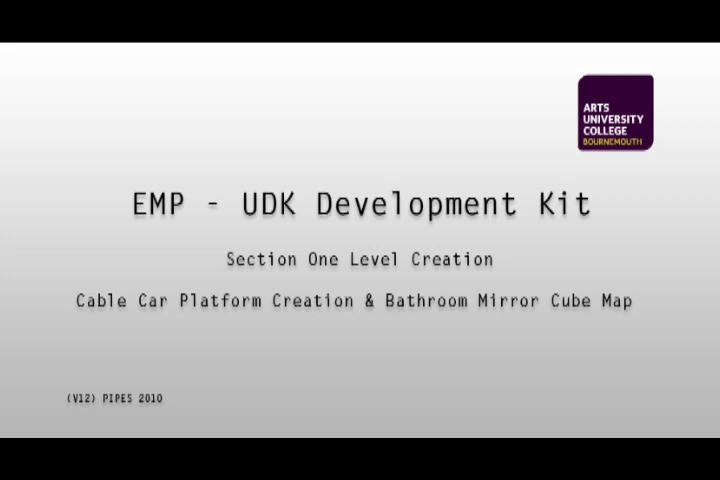 ARTS
UNIVERSITY
COLLEGE
BOURNEMOUTH
EMP - UDK Development Kit
Section One Level Creation
Cable Car Platform Creation & Bathroom Mirror Cube Map
(V12) PIPES 2010